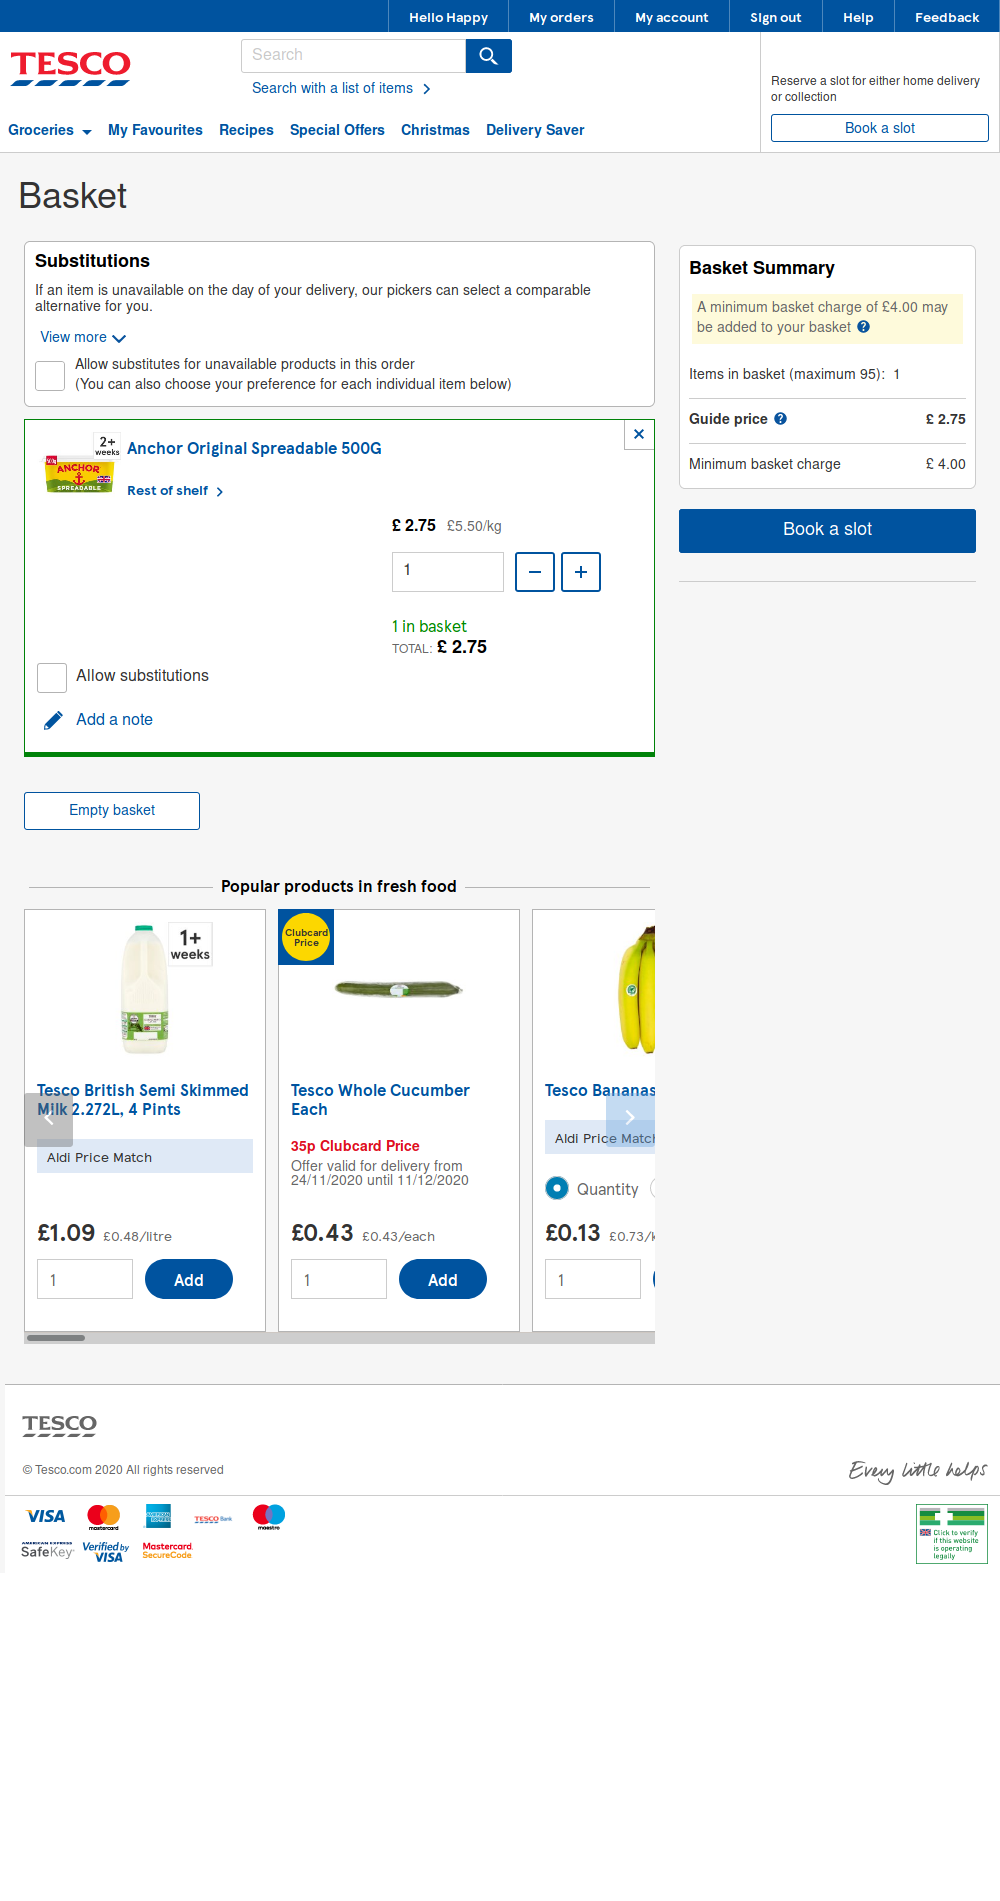 Hello Happy
My orders
My account
Sign out
Help
Feedback
TESCO
Search
Search with a list of items
Reserve a slot for either home delivery
or collection
Book a slot
Groceries
My Favourites
Recipes
Special Offers
Christmas
Delivery Saver
Basket
Substitutions
If an item is unavailable on the day of your delivery, our pickers can select a comparable
alternative for you.
View more
Allow substitutes for unavailable products in this order
(You can also choose your preference for each individual item below)
2+
weeks
ANCHOR
SPREADABLE
Anchor Original Spreadable 500G
Rest of shelf
£ 2.75 £5.50/kg
1
1 in basket
TOTAL: £ 2.75
Allow substitutions
Add a note
Empty basket
Basket Summary
A minimum basket charge of £4.00 may
be added to your basket
Items in basket (maximum 95): 1
Guide price £ 2.75
Minimum basket charge £ 4.00
Book a slot
Popular products in fresh food
1+
weeks
Tesco British Semi Skimmed
Milk 2.272L, 4 Pints
Aldi Price Match
£1.09 £0.48/litre
1
Add
Clubcard
Price
Tesco Whole Cucumber
Each
35p Clubcard Price
Offer valid for delivery from
24/11/2020 until 11/12/2020
£0.43 £0.43/each
1
Add
Tesco Bananas
Aldi Price Match
Quantity
£0.13 £0.73/k
1
TESCO
© Tesco.com 2020 All rights reserved
Every little helps
VISA
mastercard
AMERICAN EXPRESS
TESCO Bank
maestro
AMERICAN EXPRESS
SafeKey
Verified by
VISA
Mastercard
SecureCode
Click to verify
if this website
is operating
legally